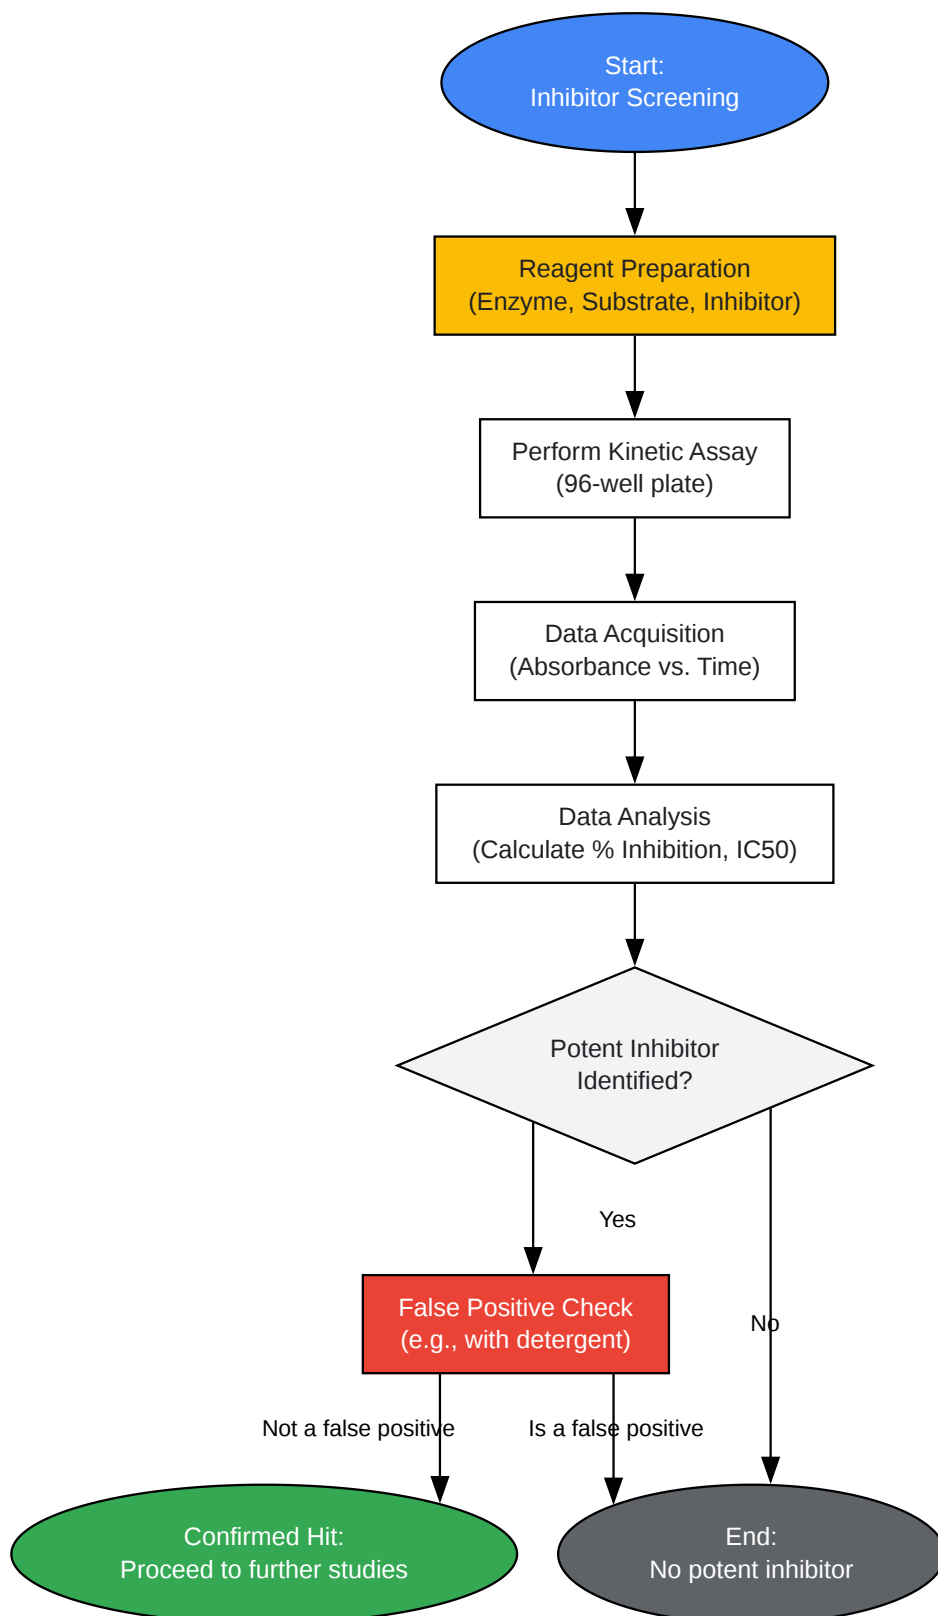 Start:
Inhibitor Screening
Reagent Preparation
(Enzyme, Substrate, Inhibitor)
Perform Kinetic Assay
(96-well plate)
Data Acquisition
(Absorbance vs. Time)
Data Analysis
(Calculate % Inhibition, IC50)
Potent Inhibitor
Identified?
Yes
False Positive Check
(e.g., with detergent)
No
Not a false positive
Is a false positive
Confirmed Hit:
Proceed to further studies
End:
No potent inhibitor